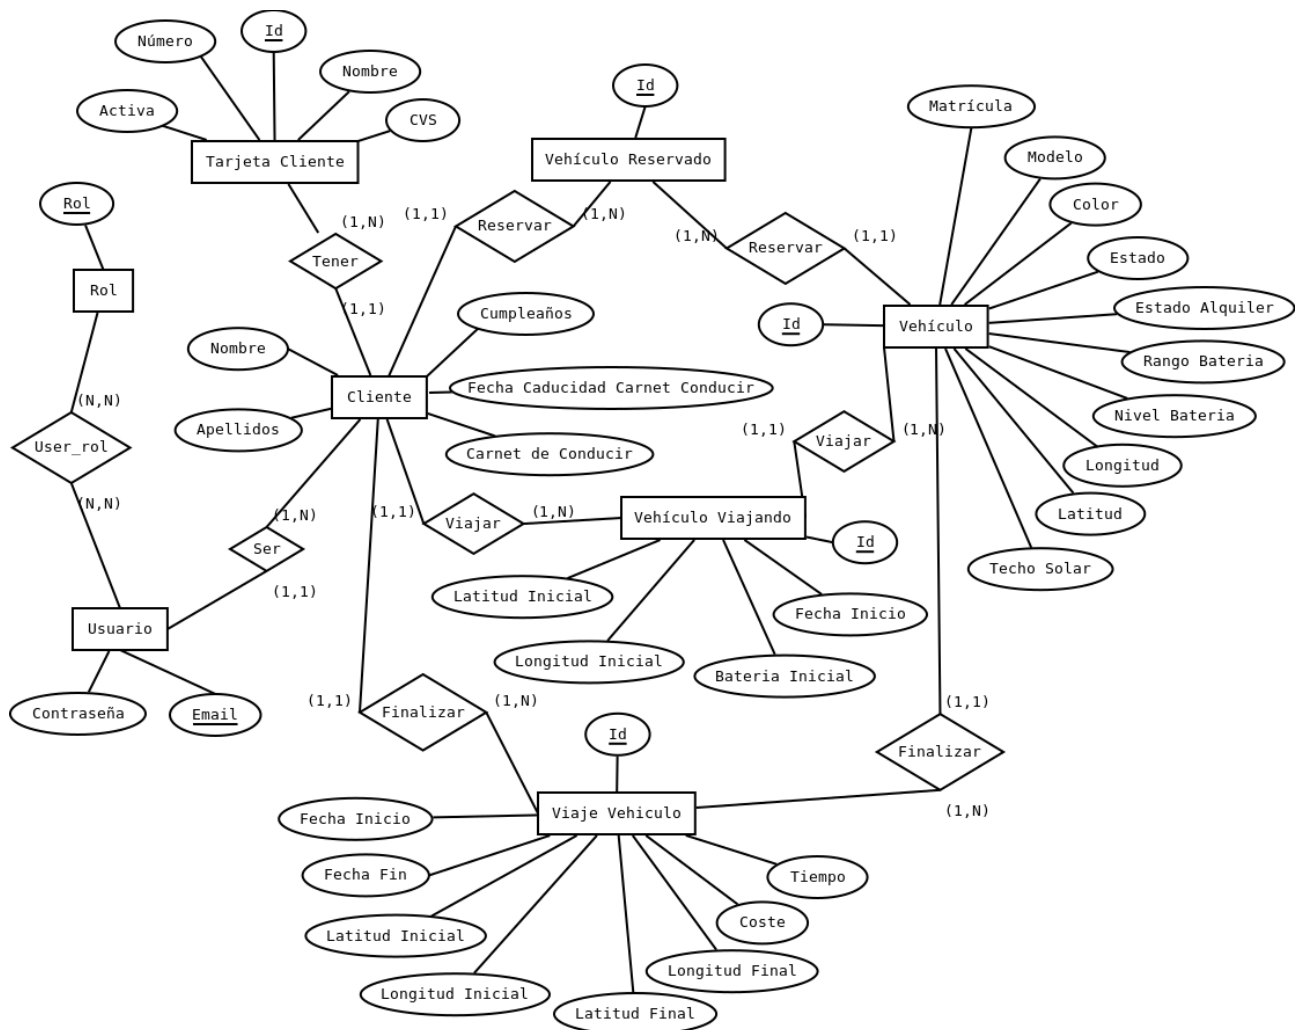 Id
Número
Nombre
Activa
CVS
Tarjeta Cliente
Id
Vehículo Reservado
Matrícula
Modelo
Color
Estado
Estado Alquiler
Rango Bateria
Nivel Bateria
Longitud
Latitud
Techo Solar
Id
Vehículo
Rol
Rol
(1,N)
Tener
(1,1)
(1,1)
Reservar
(1,N)
(1,N)
Reservar
(1,1)
Cumpleaños
Nombre
Fecha Caducidad Carnet Conducir
Cliente
Apellidos
Carnet de Conducir
(N,N)
User_rol
(N,N)
(1,1)
Viajar
(1,N)
(1,N)
Ser
(1,1)
(1,1)
Viajar
(1,N)
Vehículo Viajando
Id
Latitud Inicial
Fecha Inicio
Longitud Inicial
Bateria Inicial
Usuario
Contraseña
Email
(1,1)
Finalizar
(1,N)
(1,1)
Finalizar
(1,N)
Id
Viaje Vehiculo
Fecha Inicio
Fecha Fin
Tiempo
Latitud Inicial
Coste
Longitud Final
Longitud Inicial
Latitud Final